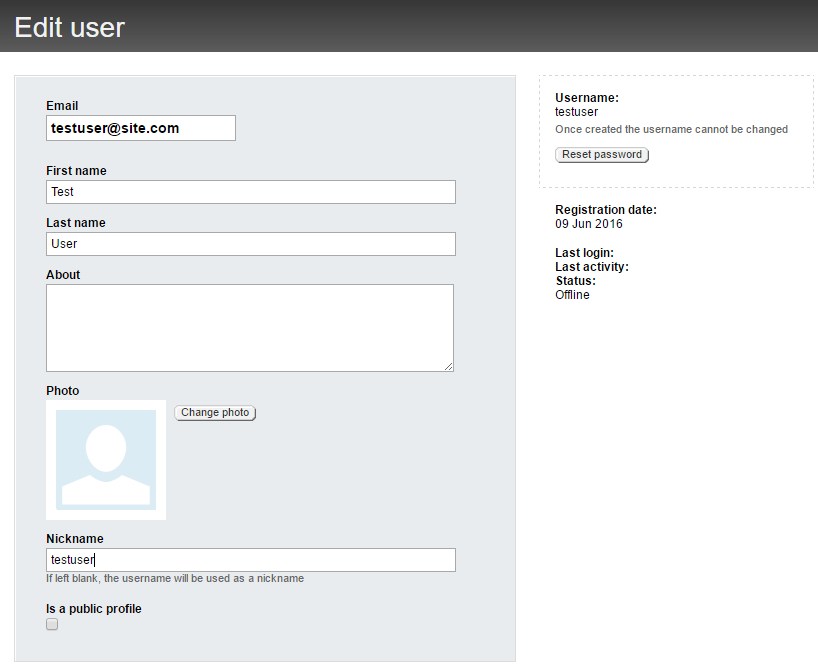 Edit user
Email
testuser@site.com
First name
Test
Last name
User
About
Photo
Change photo
Nickname
testuser
If left blank, the username will be used as a nickname
Is a public profile
Username:
testuser
Once created the username cannot be changed
Reset password
Registration date:
09 Jun 2016
Last login:
Last activity:
Status:
Offline